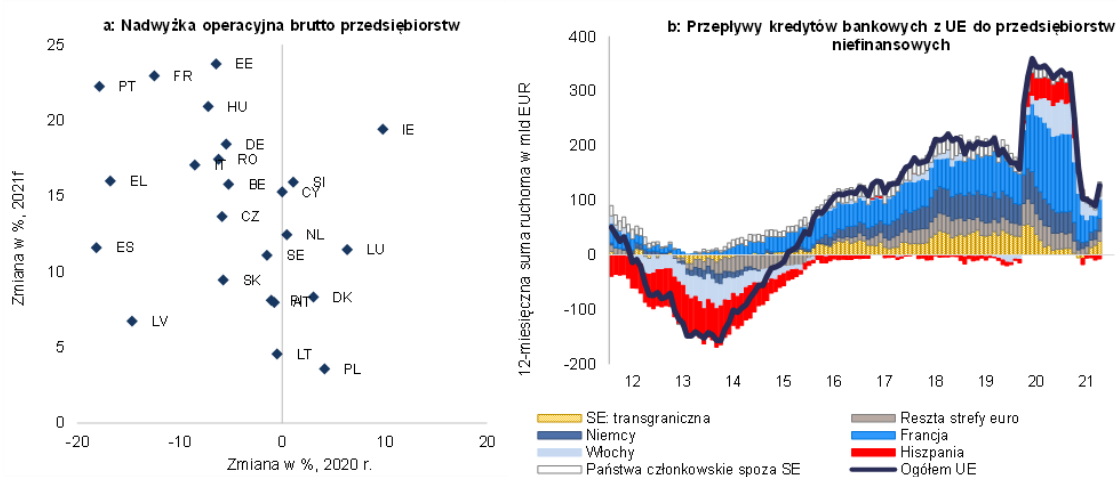 a: Nadwyżka operacyjna brutto przedsiębiorstw
25
20
15
10
5
0
-20
-10
0
10
20
Zmiana w %, 2021f
Zmiana w %, 2020 r.
EE
FR
PT
HU
IE
DE
RO
IT
EL
BE
SI
CY
CZ
NL
ES
SE
LU
SK
AT
DK
LV
LT
PL
b: Przepływy kredytów bankowych z UE do przedsiębiorstw
niefinansowych
400
300
200
100
0
-100
-200
12-miesięczna suma ruchoma w mld EUR
12 13 14 15 16 17 18 19 20 21
SE: transgraniczna
Reszta strefy euro
Niemcy
Francja
Włochy
Hiszpania
Państwa członkowskie spoza SE
Ogółem UE